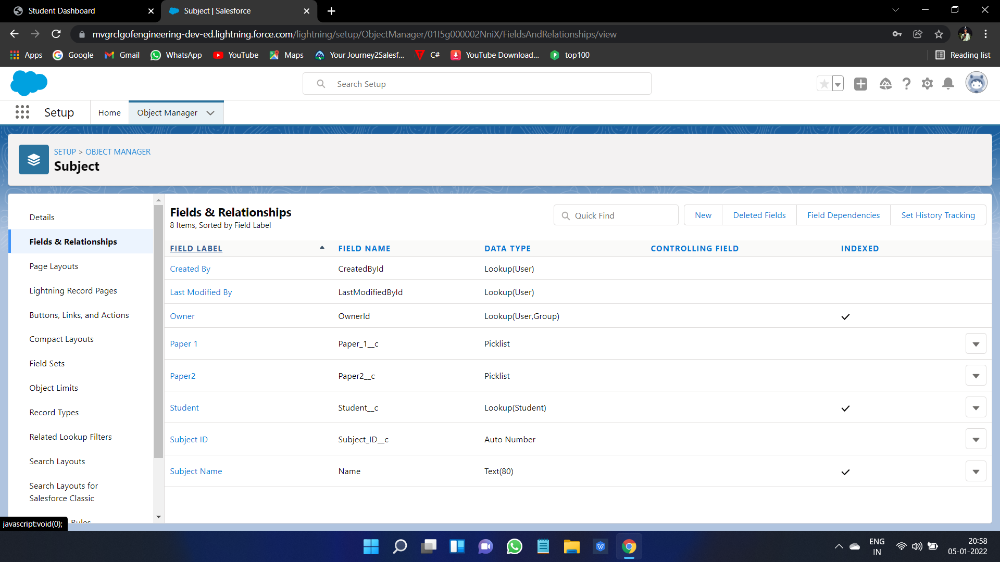 Student Dashboard
Subject | Salesforce
mvgrclgofengineering-dev-ed.lightning.force.com/lightning/setup/ObjectManager/01I5g000002NniX/FieldsAndRelationships/view
Apps Google Gmail WhatsApp YouTube Maps Your Journey2Salesf... C# YouTube Download... top100 Reading list
Search Setup
Setup Home Object Manager
SETUP > OBJECT MANAGER
Subject
Details
Fields & Relationships
Page Layouts
Lightning Record Pages
Buttons, Links, and Actions
Compact Layouts
Field Sets
Object Limits
Record Types
Related Lookup Filters
Search Layouts
Search Layouts for
Salesforce Classic
Rules
Fields & Relationships
8 Items, Sorted by Field Label
Quick Find New Deleted Fields Field Dependencies Set History Tracking
FIELD LABEL FIELD NAME DATA TYPE CONTROLLING FIELD INDEXED
Created By CreatedById Lookup(User)
Last Modified By LastModifiedById Lookup(User)
Owner OwnerId Lookup(User,Group)
Paper 1 Paper_1__c Picklist
Paper2 Paper2__c Picklist
Student Student__c Lookup(Student)
Subject ID Subject_ID__c Auto Number
Subject Name Name Text(80)
javascript:void(0);
ENG
IN
20:58
05-01-2022